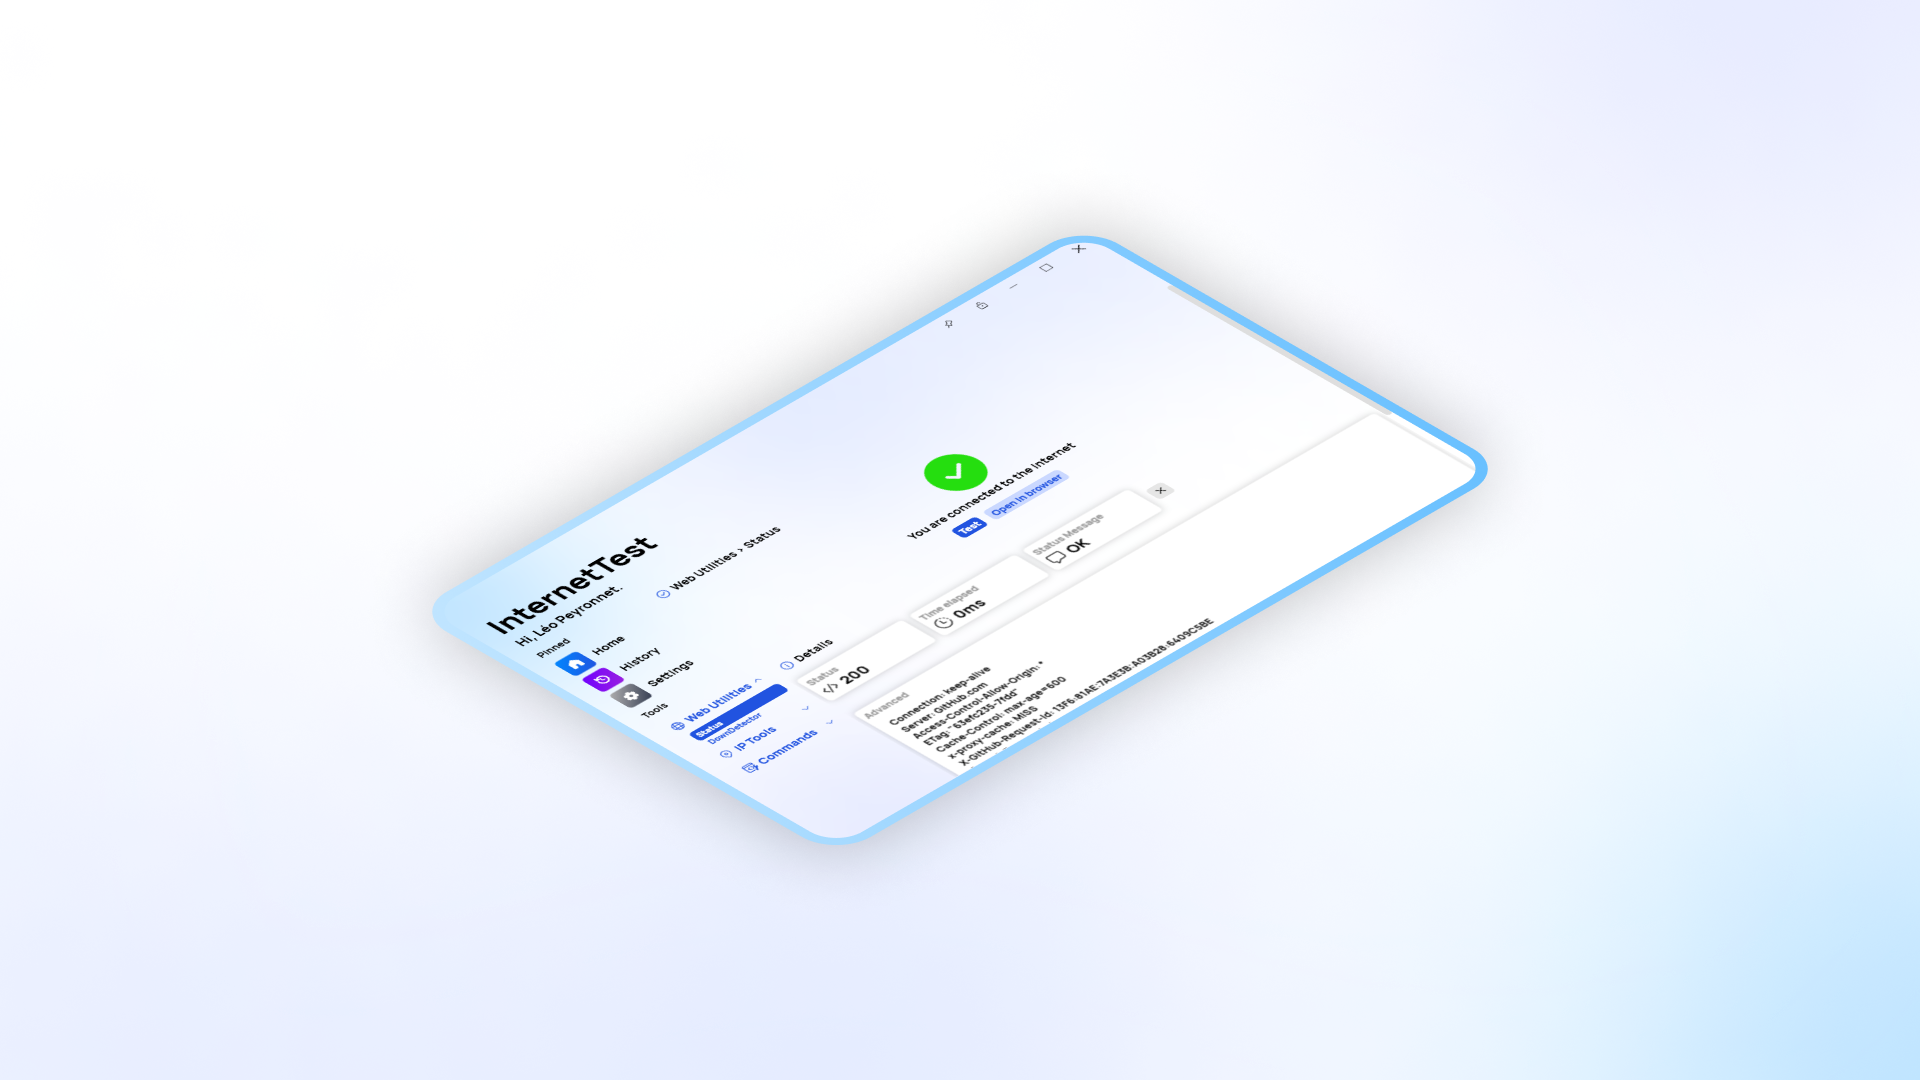 InternetTest
Hi, Léo Peyronnet.
Pinned
Home
History
Settings
Tools
Web Utilities
Status
DownDetector
IP Tools
Commands
Web Utilities > Status
You are connected to the internet
Test
Open in browser
Details
Status
200
Time elapsed
0ms
Status Message
OK
Advanced
Connection: keep-alive
Server: GitHub.com
Access-Control-Allow-Origin: *
ETag: "63efc235-7fdd"
Cache-Control: max-age=600
x-proxy-cache: MISS
X-GitHub-Request-Id: 13F6:81AE:7A3E3B:A03B28:6409C5BE